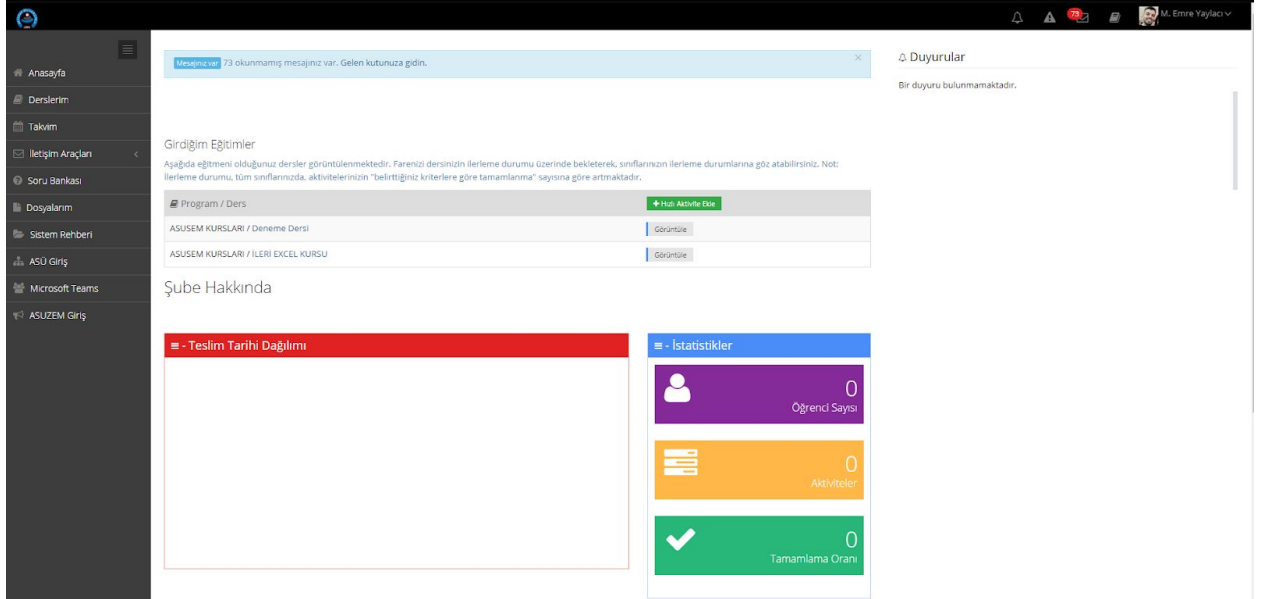 73
M. Emre Yaylacı
Anasayfa
Derslerim
Takvim
İletişim Araçları
Soru Bankası
Dosyalarım
Sistem Rehberi
ASÜ Giriş
Microsoft Teams
ASUZEM Giriş
Mesajınız var 73 okunmamış mesajınız var. Gelen kutunuza gidin. ×
Girdiğim Eğitimler
Aşağıda eğitmeni olduğunuz dersler görüntülenmektedir. Farenizi dersinizin ilerleme durumu üzerinde bekleterek, sınıflarınızın ilerleme durumlarına göz atabilirsiniz. Not:
İlerleme durumu, tüm sınıflarınızda, aktivitelerinizin "belirttiğiniz kriterlere göre tamamlanma" sayısına göre artmaktadır.
Program / Ders
+ Hızlı Aktivite Ekle
ASUSEM KURSLARI / Deneme Dersi
Görüntüle
ASUSEM KURSLARI / İLERİ EXCEL KURSU
Görüntüle
Şube Hakkında
- Teslim Tarihi Dağılımı
- İstatistikler
0
Öğrenci Sayısı
0
Aktiviteler
0
Tamamlama Oranı
Duyurular
Bir duyuru bulunmamaktadır.